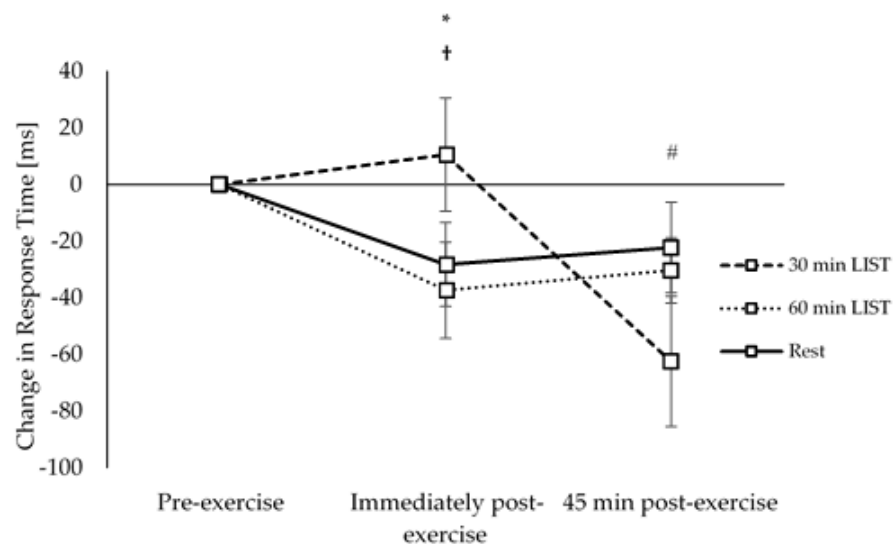 *
†
40
20
0
-20
-40
-60
-80
-100
Change in Response Time [ms]
#
30 min LIST
60 min LIST
Rest
Pre-exercise
Immediately post-
exercise
45 min post-exercise